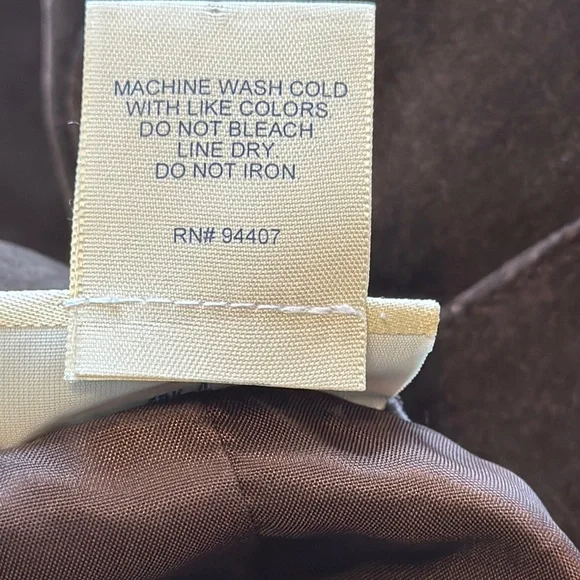 MACHINE WASH COLD
WITH LIKE COLORS
DO NOT BLEACH
LINE DRY
DO NOT IRON
RN# 94407